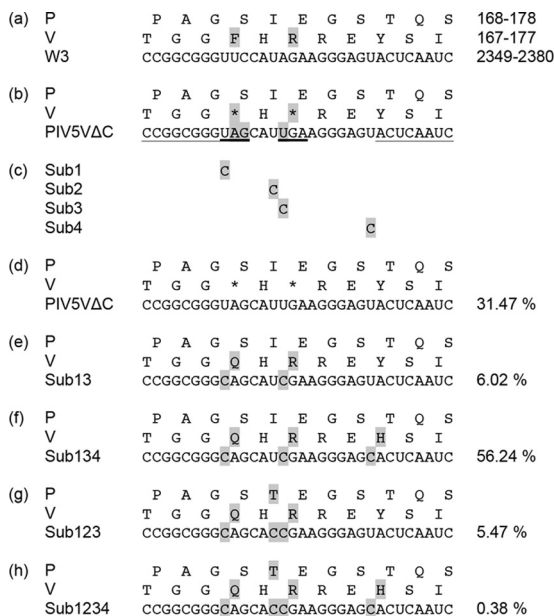 (a) P P A G S I E G S T Q S 168-178
V T G G F H R R E Y S I 167-177
W3 CCGGCGGGUUCCAUAGAAGGGAGUACUCAAUC 2349-2380
(b) P P A G S I E G S T Q S
V T G G * H * R E Y S I
PIV5VΔC CCGGCGGGUAGCAUUGAAGGGAGUACUCAAUC
(c) Sub1 C
Sub2 C
Sub3 C
Sub4 C
(d) P P A G S I E G S T Q S
V T G G * H * R E Y S I
PIV5VΔC CCGGCGGGUAGCAUUGAAGGGAGUACUCAAUC 31.47 %
(e) P P A G S I E G S T Q S
V T G G Q H R R E Y S I
Sub13 CCGGCGGGCAGCAUCGAAGGGAGUACUCAAUC 6.02 %
(f) P P A G S I E G S T Q S
V T G G Q H R R E H S I
Sub134 CCGGCGGGCAGCAUCGAAGGGAGCACUCAAUC 56.24 %
(g) P P A G S T E G S T Q S
V T G G Q H R R E Y S I
Sub123 CCGGCGGGCAGCACCGAAGGGAGUACUCAAUC 5.47 %
(h) P P A G S T E G S T Q S
V T G G Q H R R E H S I
Sub1234 CCGGCGGGCAGCACCGAAGGGAGCACUCAAUC 0.38 %